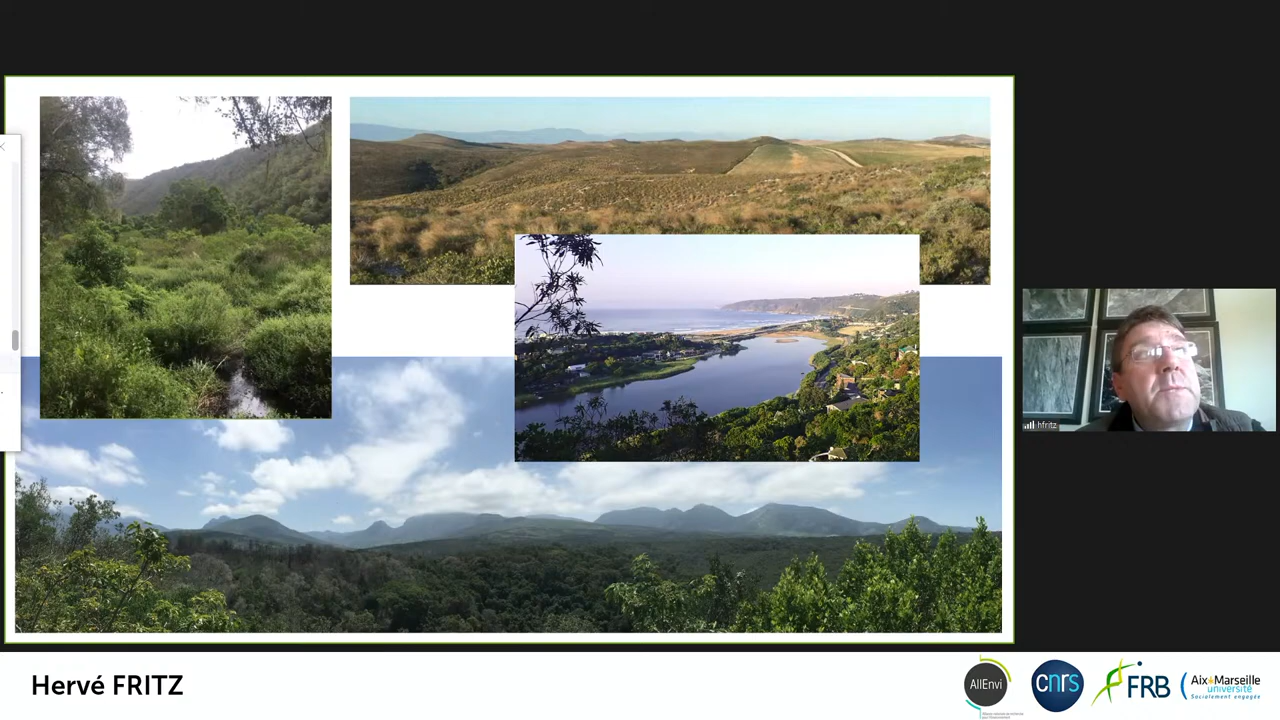 hfritz
Hervé FRITZ
AllEnvi
cnrs
FRB
Aix*Marseille
université
Socialement engagée